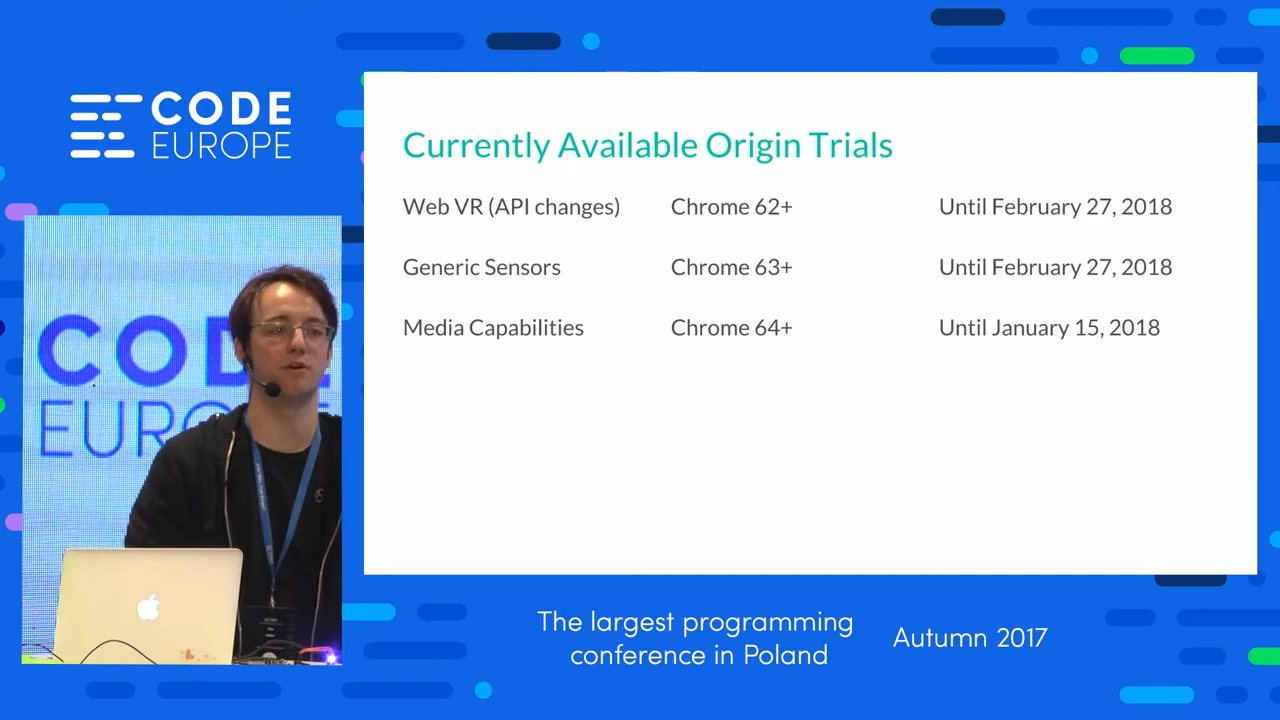 CODE
EUROPE
Currently Available Origin Trials
Web VR (API changes) Chrome 62+ Until February 27, 2018
Generic Sensors Chrome 63+ Until February 27, 2018
Media Capabilities Chrome 64+ Until January 15, 2018
COD
EURO
The largest programming
conference in Poland
Autumn 2017